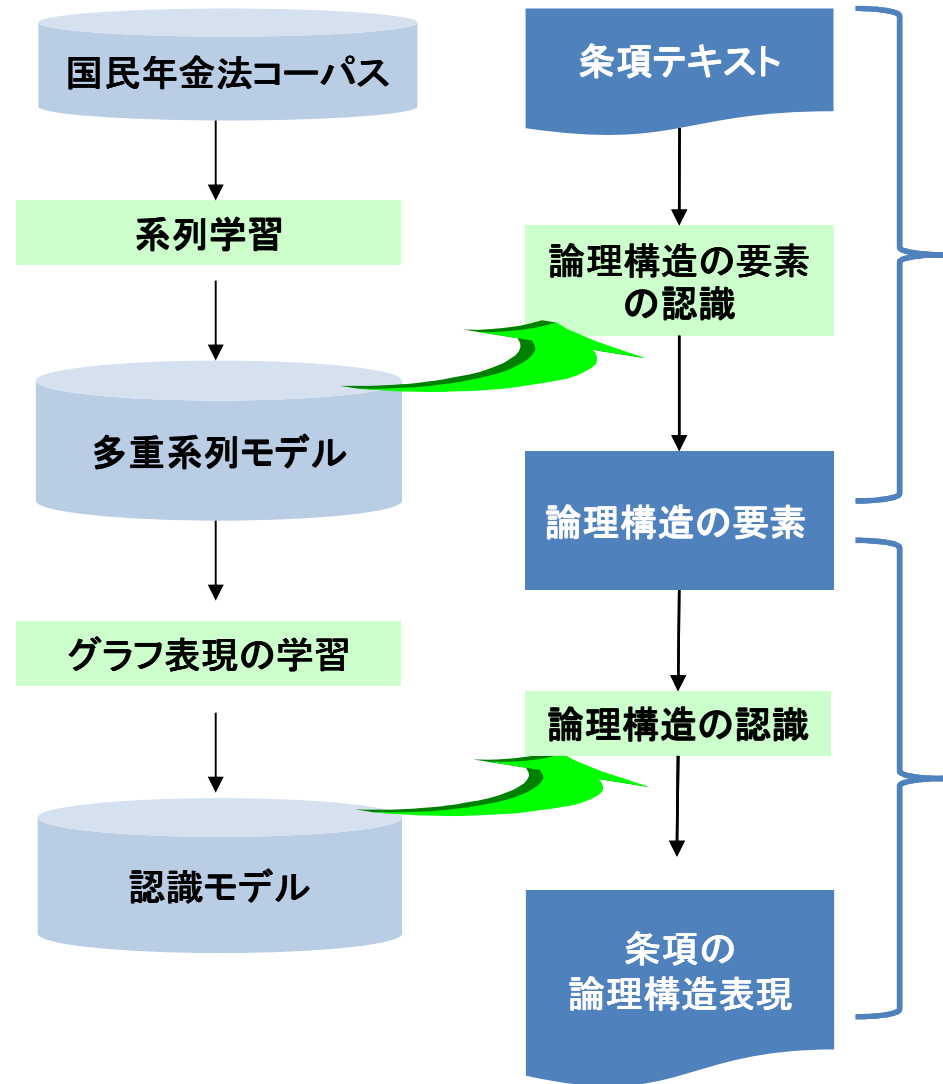 国民年金法コーパス
系列学習
多重系列モデル
グラフ表現の学習
認識モデル
条項テキスト
論理構造の要素
の認識
論理構造の要素
論理構造の認識
条項の
論理構造表現